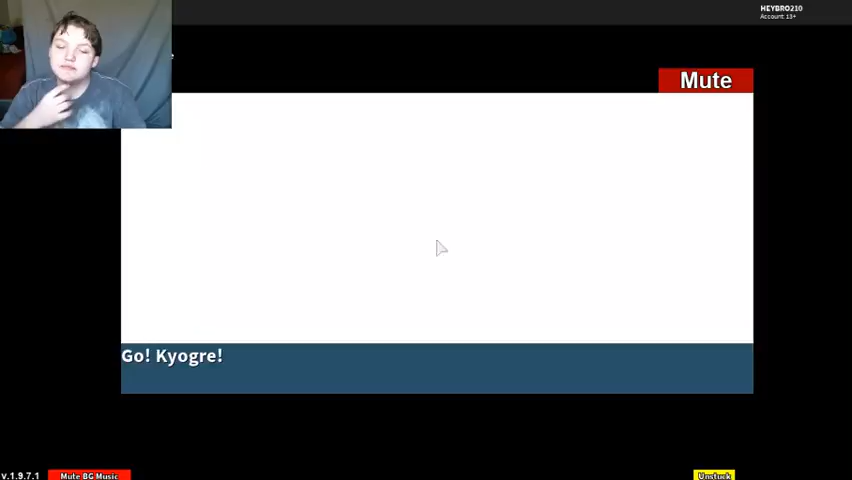 HEYBRO210
Account: 13+
Mute
Go! Kyogre!
v.1.9.7.1
Mute BG Music
Unstuck